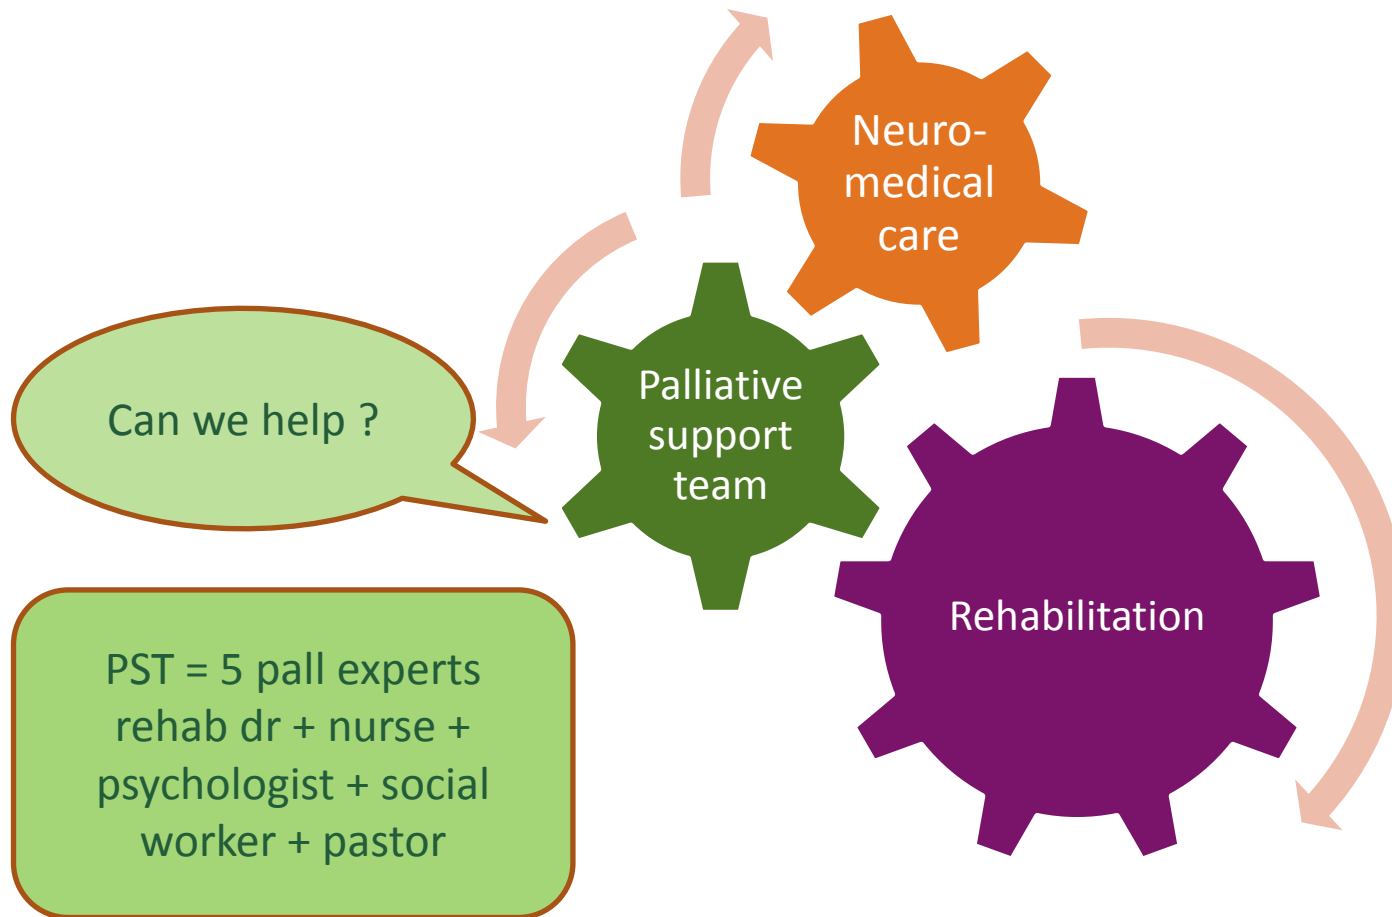 Neuro-
medical
care
Palliative
support
team
Can we help ?
Rehabilitation
PST = 5 pall experts
rehab dr + nurse +
psychologist + social
worker + pastor